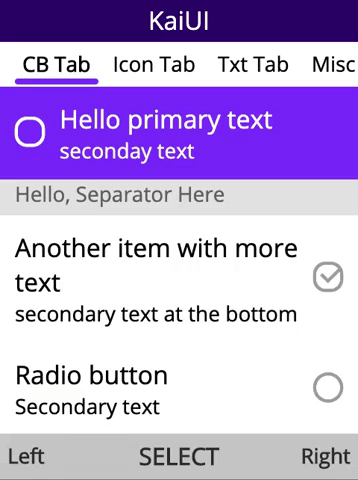 KaiUI
CB Tab Icon Tab Txt Tab Misc
Hello primary text
seconday text
Hello, Separator Here
Another item with more
text
secondary text at the bottom
Radio button
Secondary text
Left SELECT Right